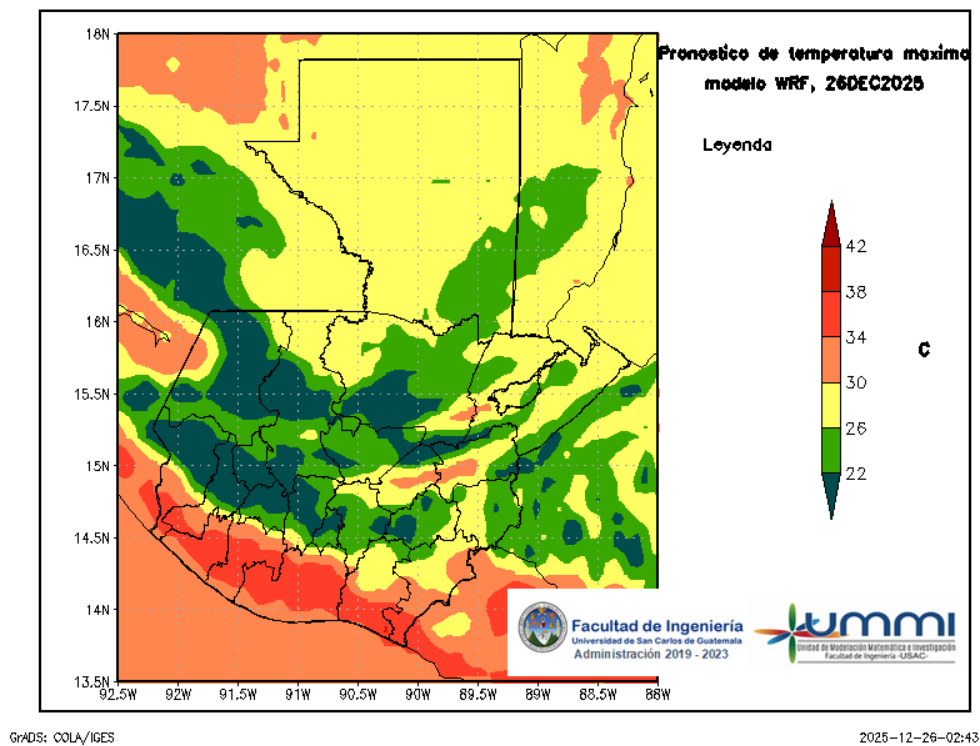 Pronostico de temperatura maxima
modelo WRF, 26DEC2025
Leyenda
42
38
34
30
26
22
C
18N
17.5N
17N
16.5N
16N
15.5N
15N
14.5N
14N
13.5N
92.5W 92W 91.5W 91W 90.5W 90W 89.5W 89W 88.5W 88W
Facultad de Ingeniería
Universidad de San Carlos de Guatemala
Administración 2019 - 2023
ummi
Unidad de Modelación Matemática e Investigación
Facultad de Ingeniería -USAC-
GrADS: COLA/IGES
2025-12-26-02:43